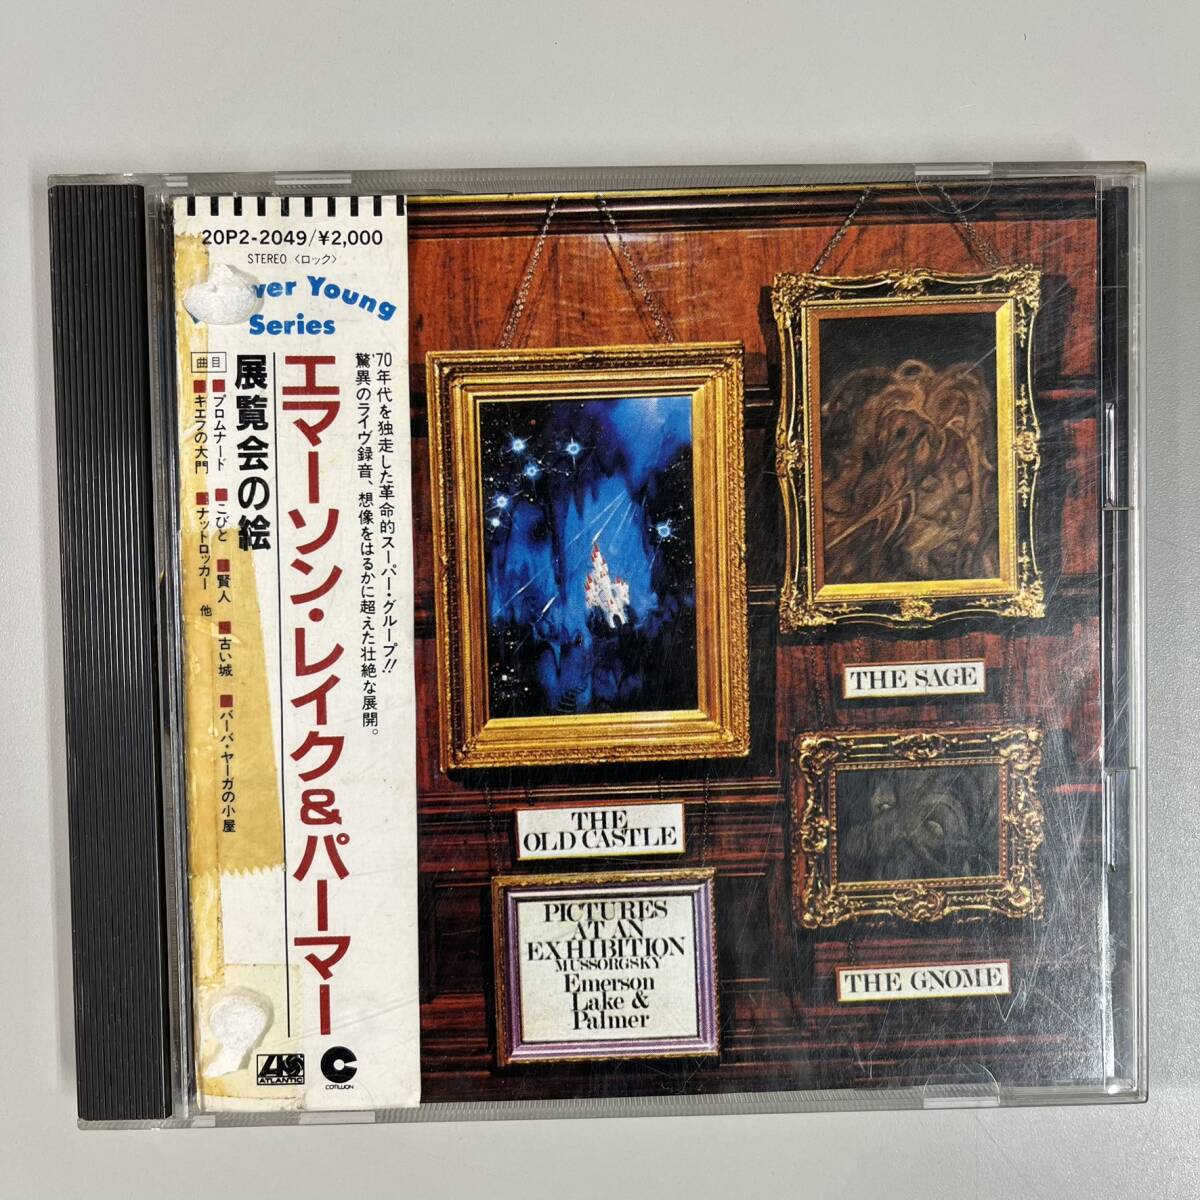 20P2-2049/¥2,000
STEREO〈ロック〉
Young
Series
'70年代を独走した革命的スーパー・グループ!!
驚異のライヴ録音、想像をはるかに超えた壮絶な展開。
エマーソン・レイク&パーマー
展覧会の絵
曲目
■プロムナード ■こびと ■賢人 ■古い城 ■バーバ・ヤーガの小屋
■キエフの大門 ■ナットロッカー 他
ATLANTIC
COTILLION
THE SAGE
THE
OLD CASTLE
PICTURES
AT AN
EXHIBITION
MUSSORGSKY
Emerson
Lake &
Palmer
THE GNOME